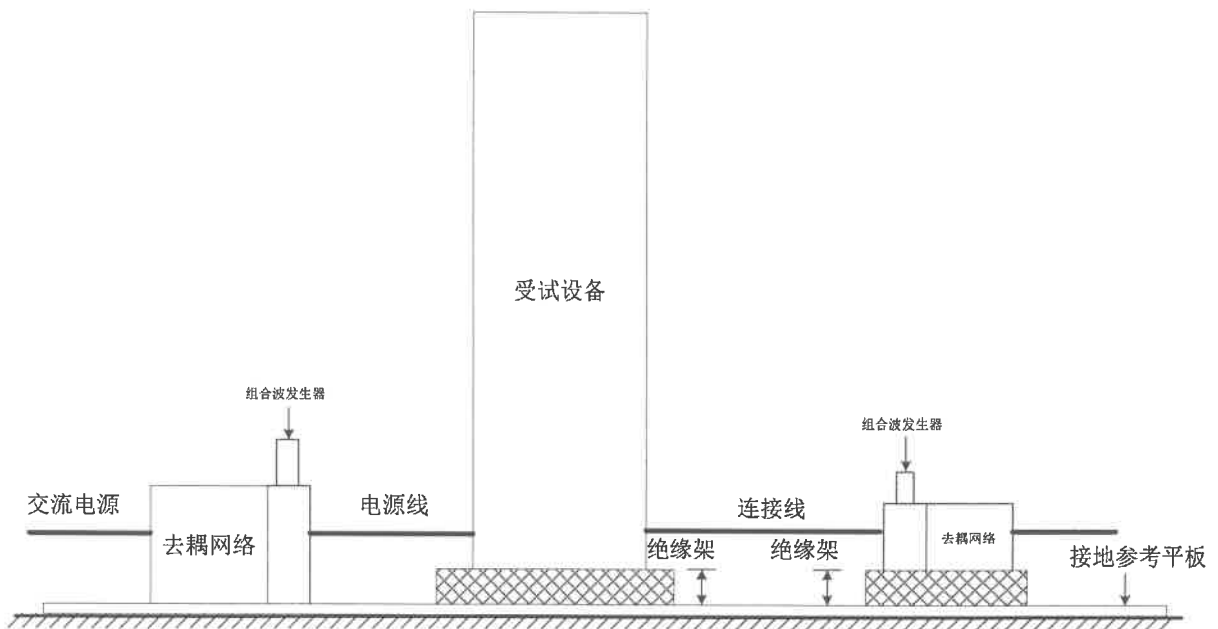 受试设备
组合波发生器
组合波发生器
交流电源
电源线
连接线
去耦网络
去耦网络
绝缘架
绝缘架
接地参考平板